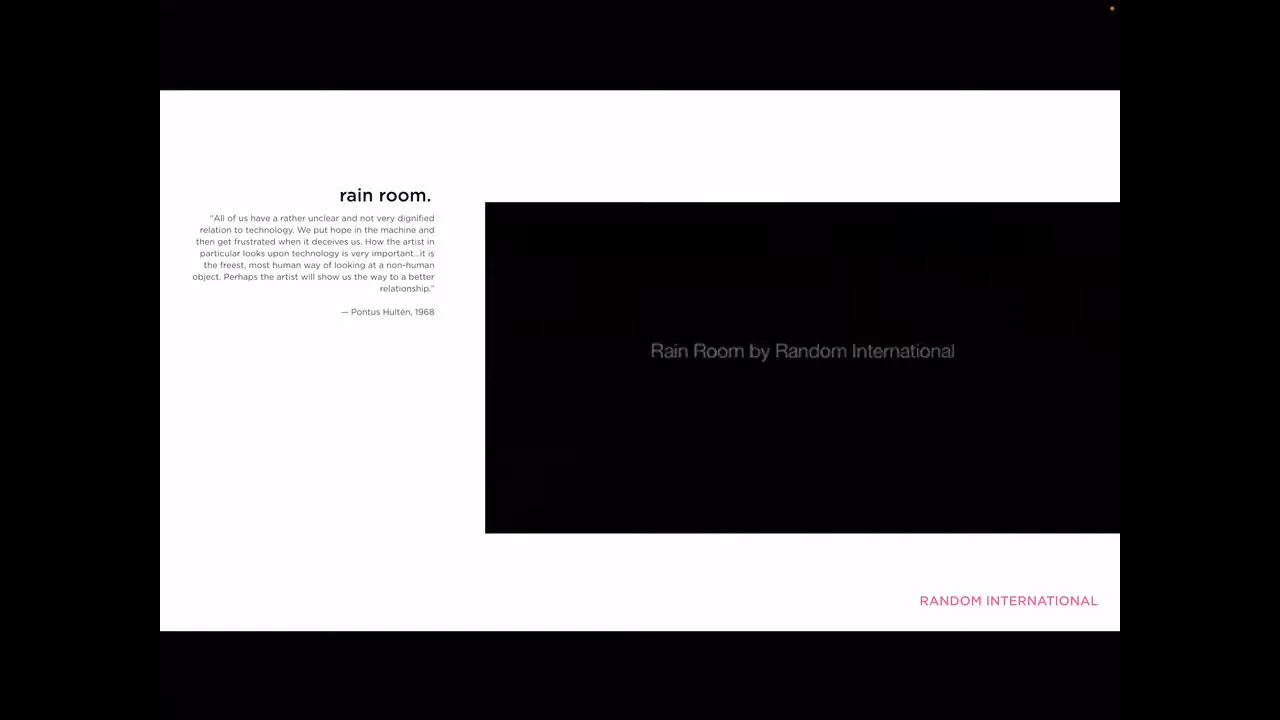 rain room.
“All of us have a rather unclear and not very dignified
relation to technology. We put hope in the machine and
then get frustrated when it deceives us. How the artist in
particular looks upon technology is very important...it is
the freest, most human way of looking at a non-human
object. Perhaps the artist will show us the way to a better
relationship.”
— Pontus Hultén, 1968
Rain Room by Random International
RANDOM INTERNATIONAL